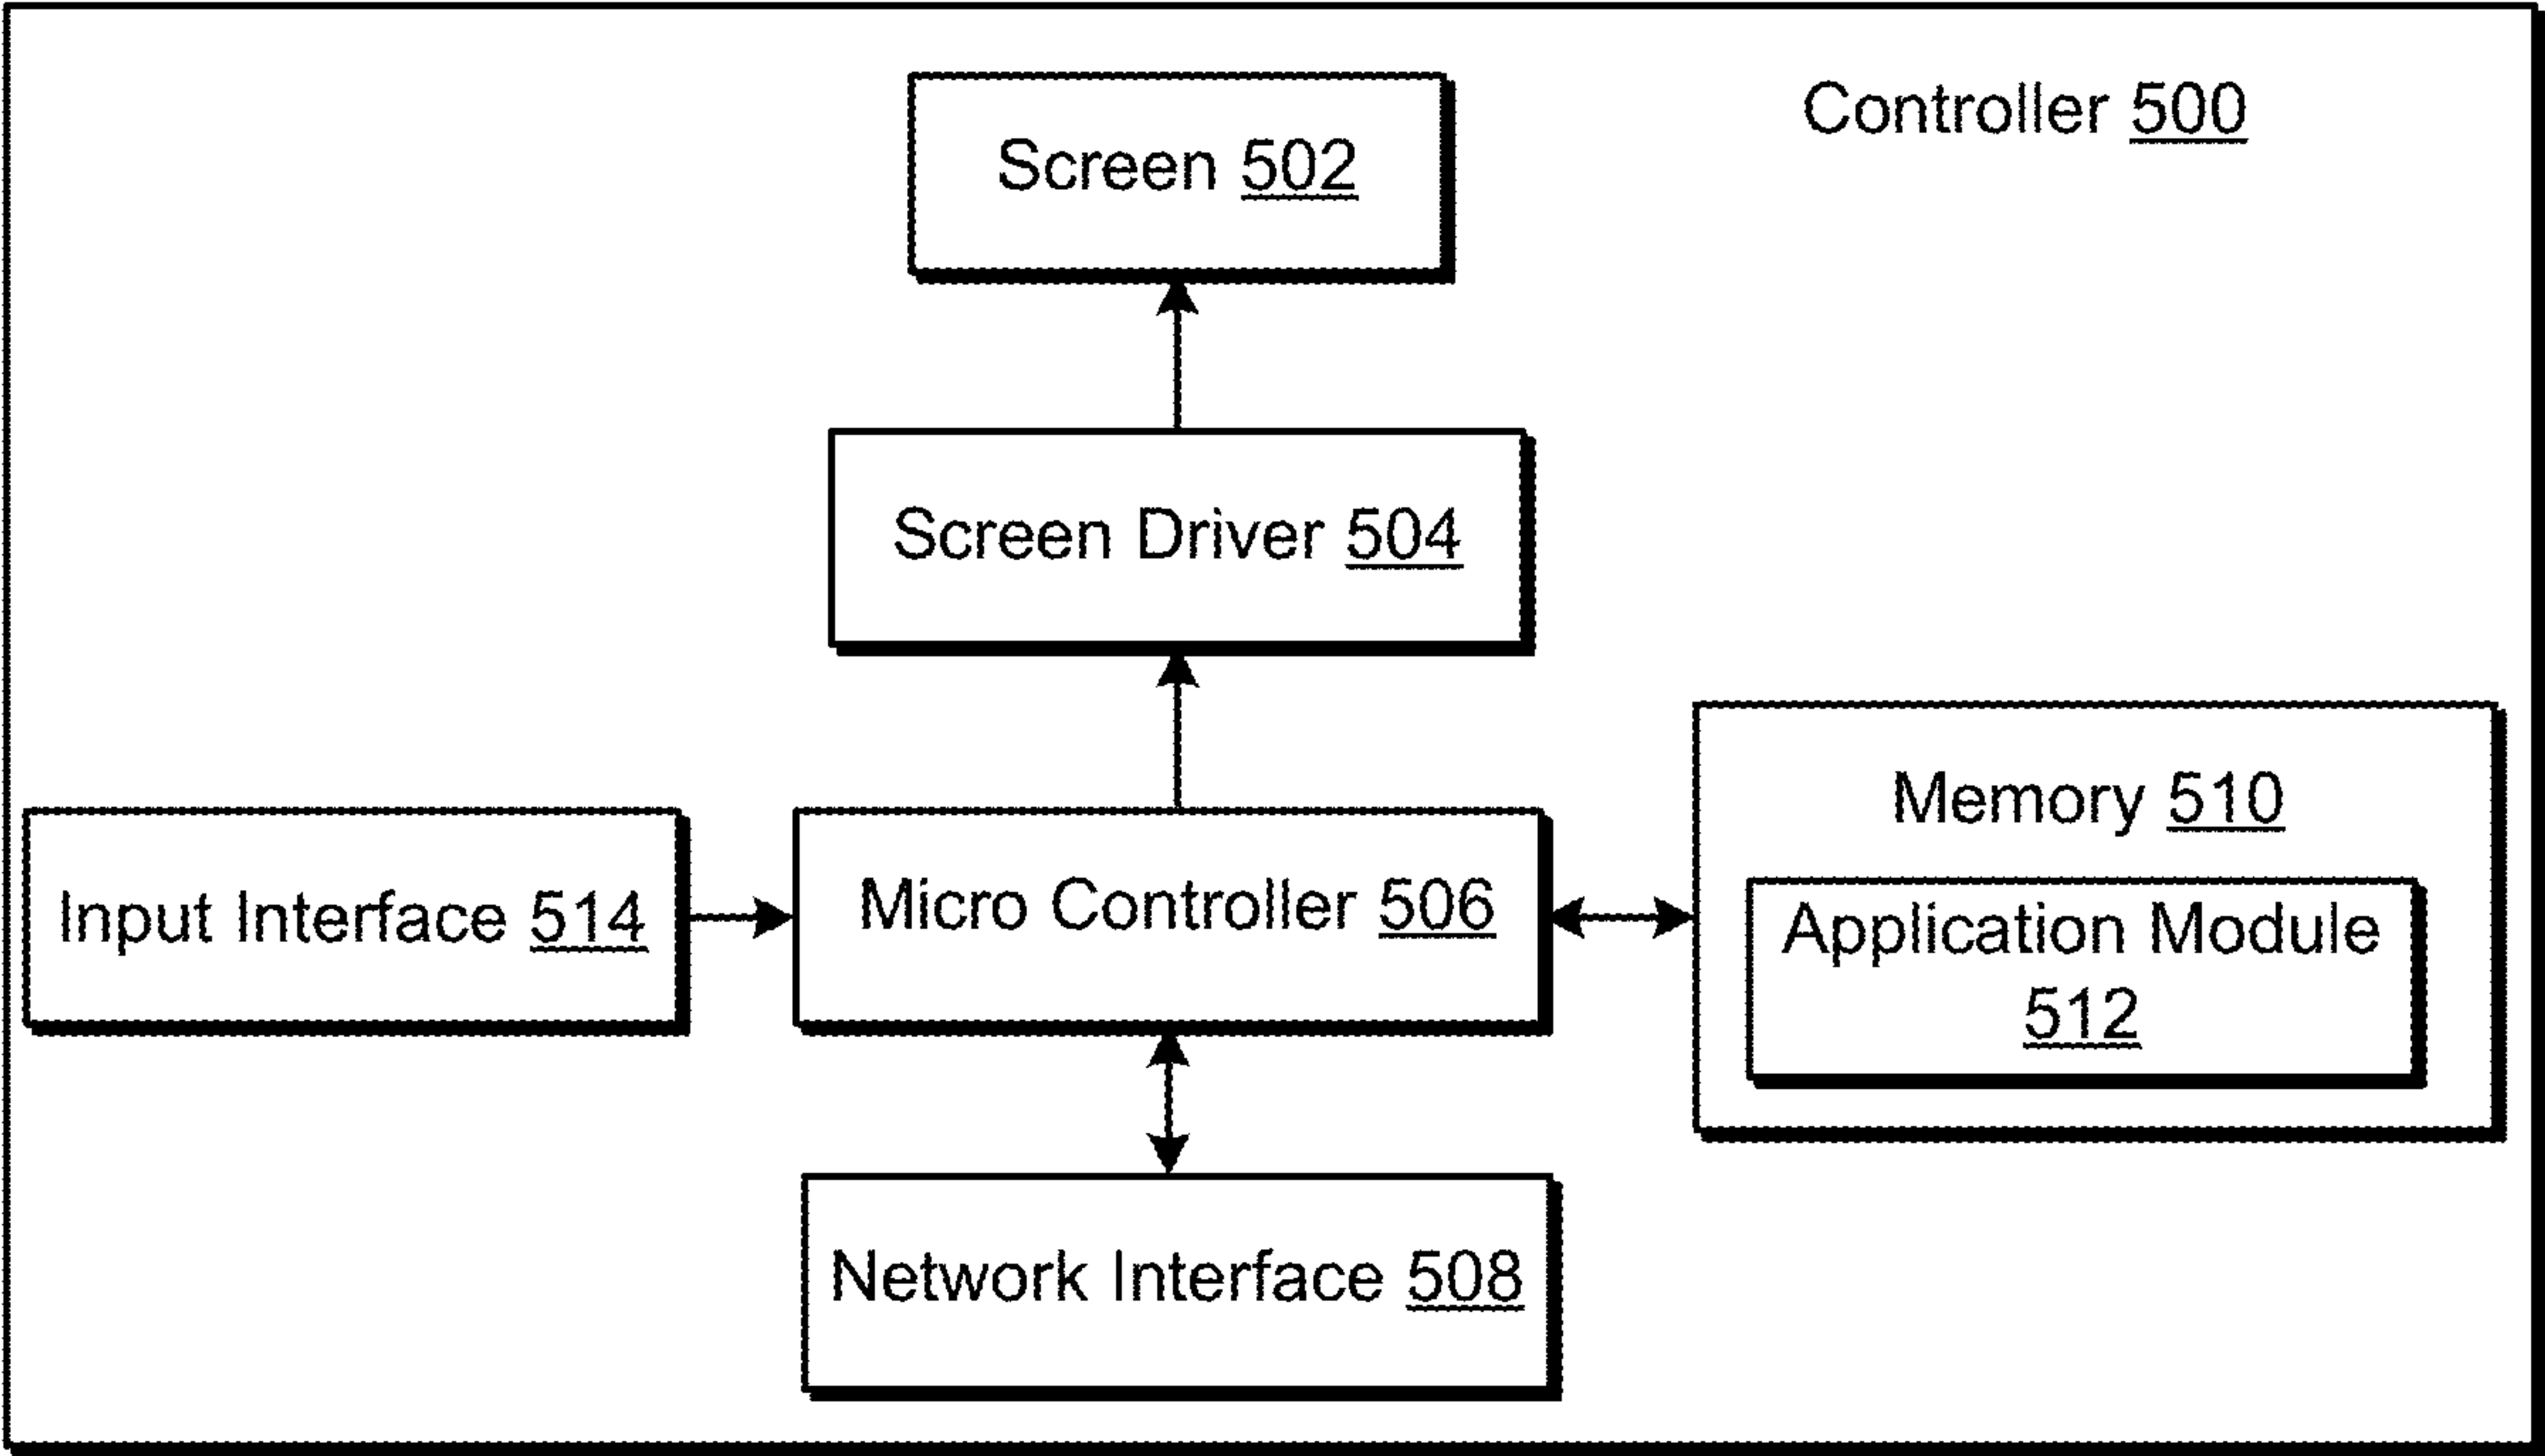 Controller 500
Screen 502
Screen Driver 504
Input Interface 514
Micro Controller 506
Memory 510
Application Module
512
Network Interface 508